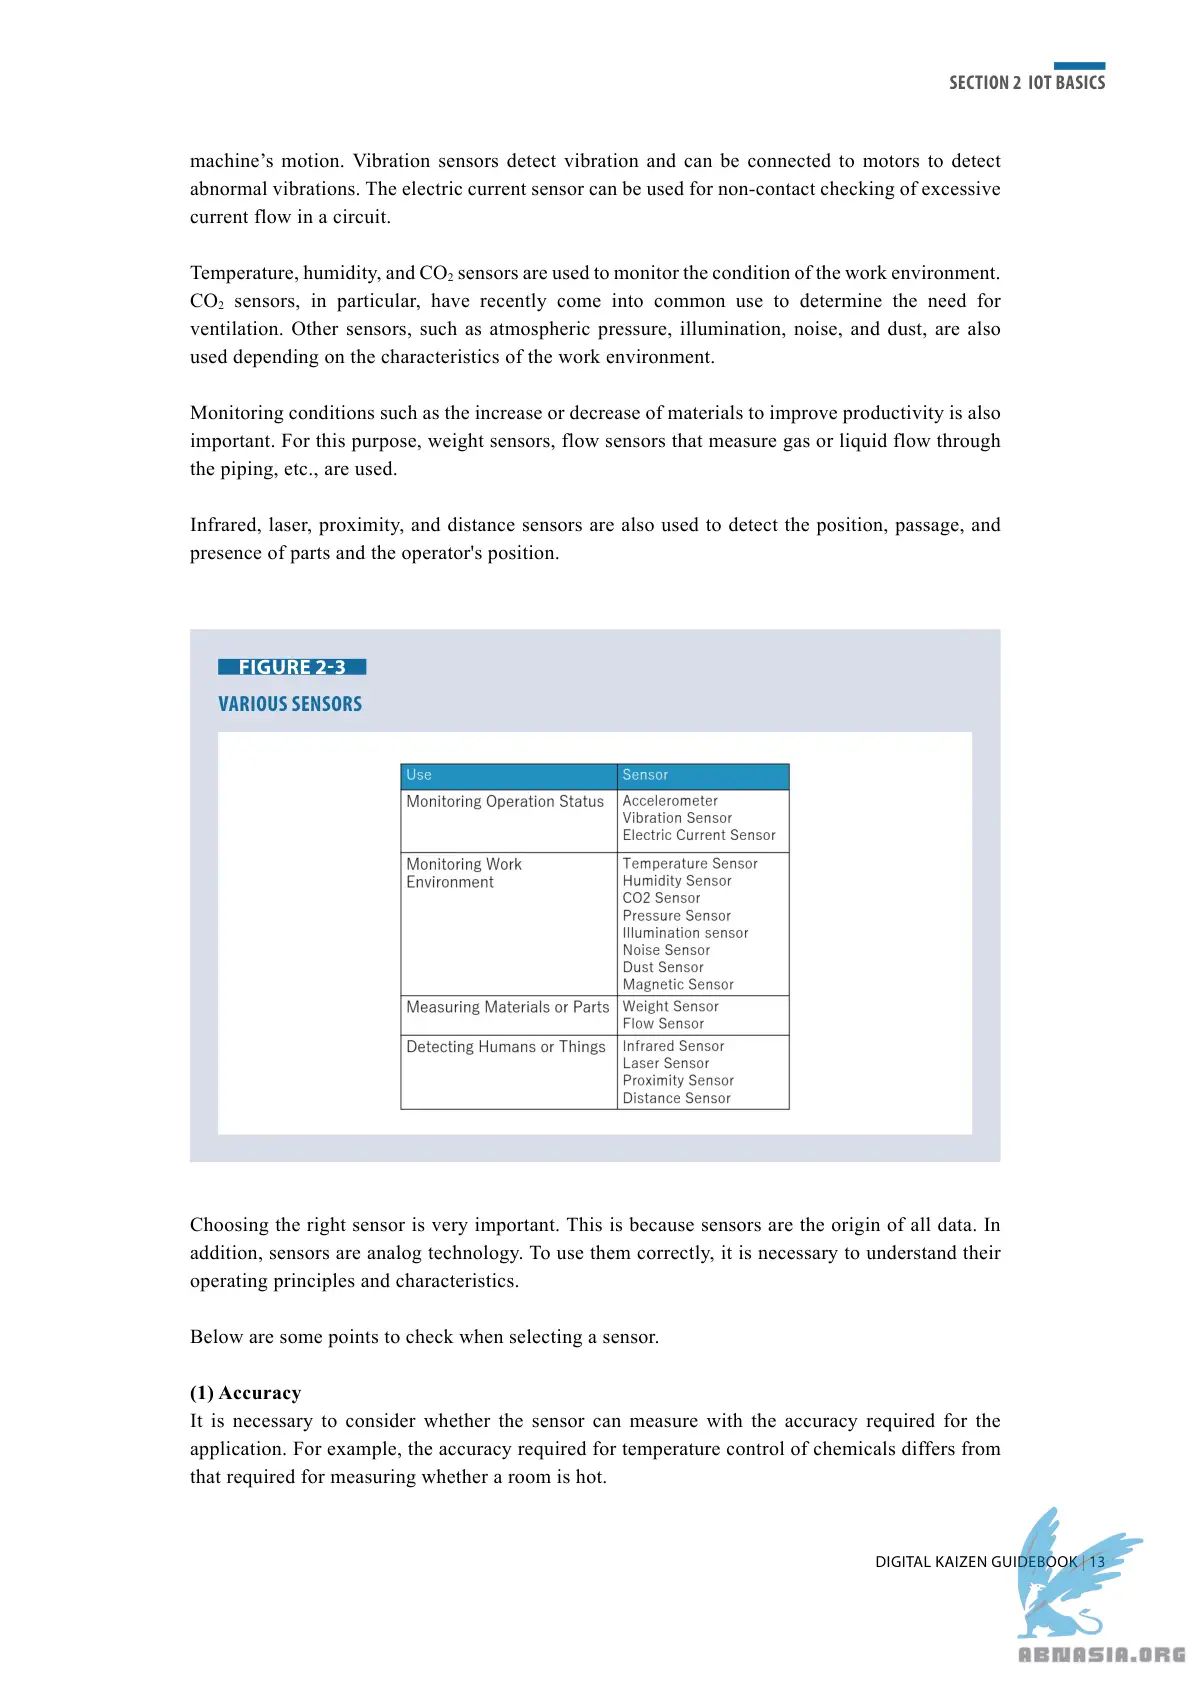 SECTION 2 IOT BASICS
machine’s motion. Vibration sensors detect vibration and can be connected to motors to detect
abnormal vibrations. The electric current sensor can be used for non-contact checking of excessive
current flow in a circuit.
Temperature, humidity, and CO₂ sensors are used to monitor the condition of the work environment.
CO₂ sensors, in particular, have recently come into common use to determine the need for
ventilation. Other sensors, such as atmospheric pressure, illumination, noise, and dust, are also
used depending on the characteristics of the work environment.
Monitoring conditions such as the increase or decrease of materials to improve productivity is also
important. For this purpose, weight sensors, flow sensors that measure gas or liquid flow through
the piping, etc., are used.
Infrared, laser, proximity, and distance sensors are also used to detect the position, passage, and
presence of parts and the operator's position.
FIGURE 2-3
VARIOUS SENSORS
Use
Sensor
Monitoring Operation Status
Accelerometer
Vibration Sensor
Electric Current Sensor
Monitoring Work
Environment
Temperature Sensor
Humidity Sensor
CO2 Sensor
Pressure Sensor
Illumination sensor
Noise Sensor
Dust Sensor
Magnetic Sensor
Measuring Materials or Parts
Weight Sensor
Flow Sensor
Detecting Humans or Things
Infrared Sensor
Laser Sensor
Proximity Sensor
Distance Sensor
Choosing the right sensor is very important. This is because sensors are the origin of all data. In
addition, sensors are analog technology. To use them correctly, it is necessary to understand their
operating principles and characteristics.
Below are some points to check when selecting a sensor.
(1) Accuracy
It is necessary to consider whether the sensor can measure with the accuracy required for the
application. For example, the accuracy required for temperature control of chemicals differs from
that required for measuring whether a room is hot.
DIGITAL KAIZEN GUIDEBOOK | 13
ABNASIA.ORG